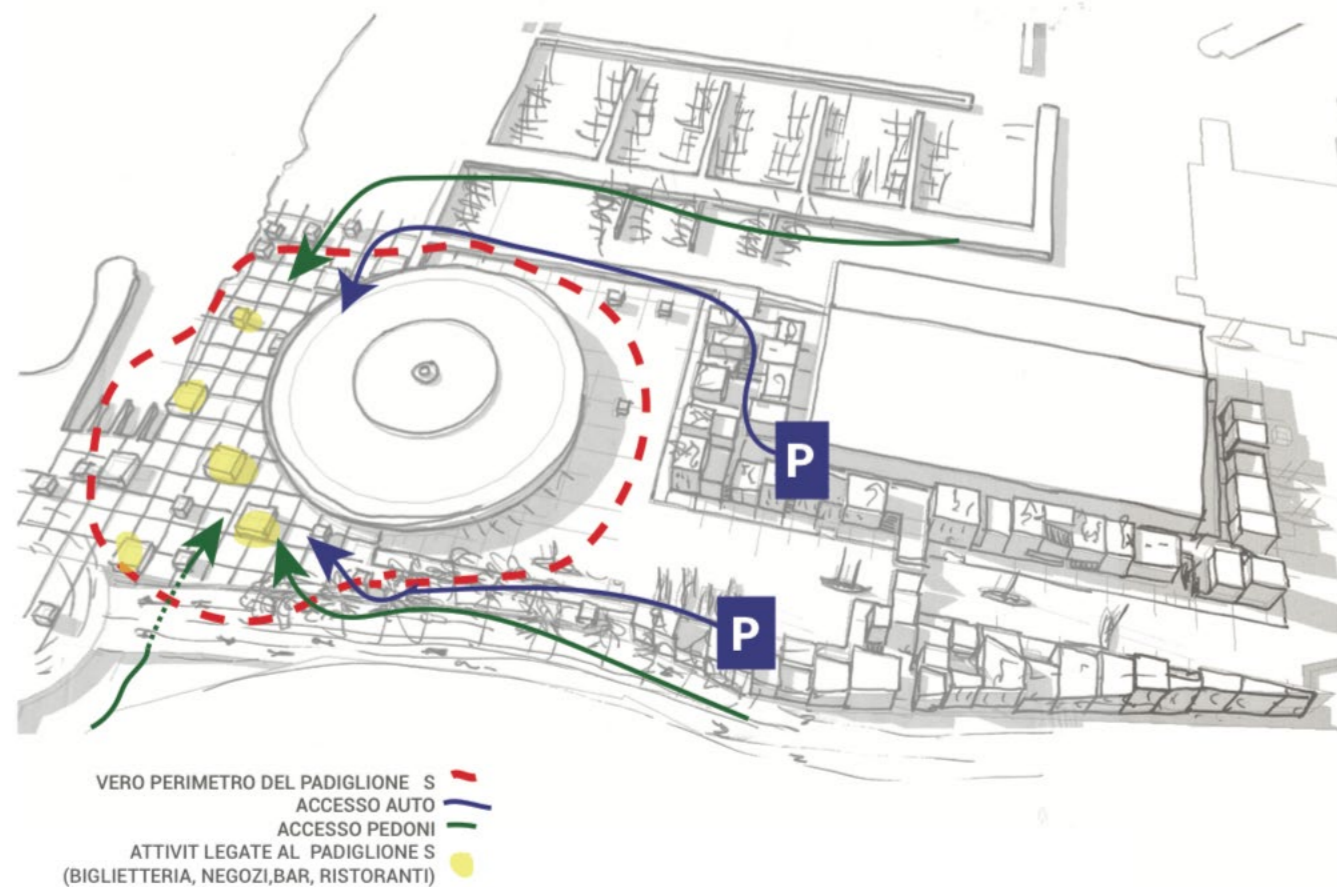 P
P
VERO PERIMETRO DEL PADIGLIONE S
ACCESSO AUTO
ACCESSO PEDONI
ATTIVIT LEGATE AL PADIGLIONE S
(BIGLIETTERIA, NEGOZI,BAR, RISTORANTI)